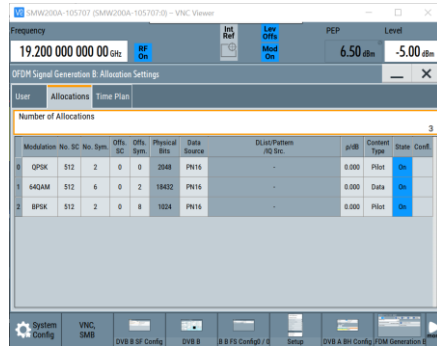 SMW200A-105707 (SMW200A-105707:0) - VNC Viewer
Frequency Int Ref Lev Offs PEP Level
19.200 000 000 00 GHz RF On Mod On 6.50 dBm -5.00 dBm
OFDM Signal Generation B: Allocation Settings
User Allocations Time Plan
Number of Allocations
3
Modulation No. SC No. Sym. Offs. SC Offs. Sym. Physical Bits Data Source DList/Pattern /IQ Src. ρ/dB Content Type State Confl.
0 QPSK 512 2 0 0 2048 PN16 - 0.000 Pilot On
1 64QAM 512 6 0 2 18432 PN16 - 0.000 Data On
2 BPSK 512 2 0 8 1024 PN16 - 0.000 Pilot On
System Config VNC, SMB DVB B SF Config DVB B B B FS Config0 / 0 Setup DVB A BH Config FDM Generation B